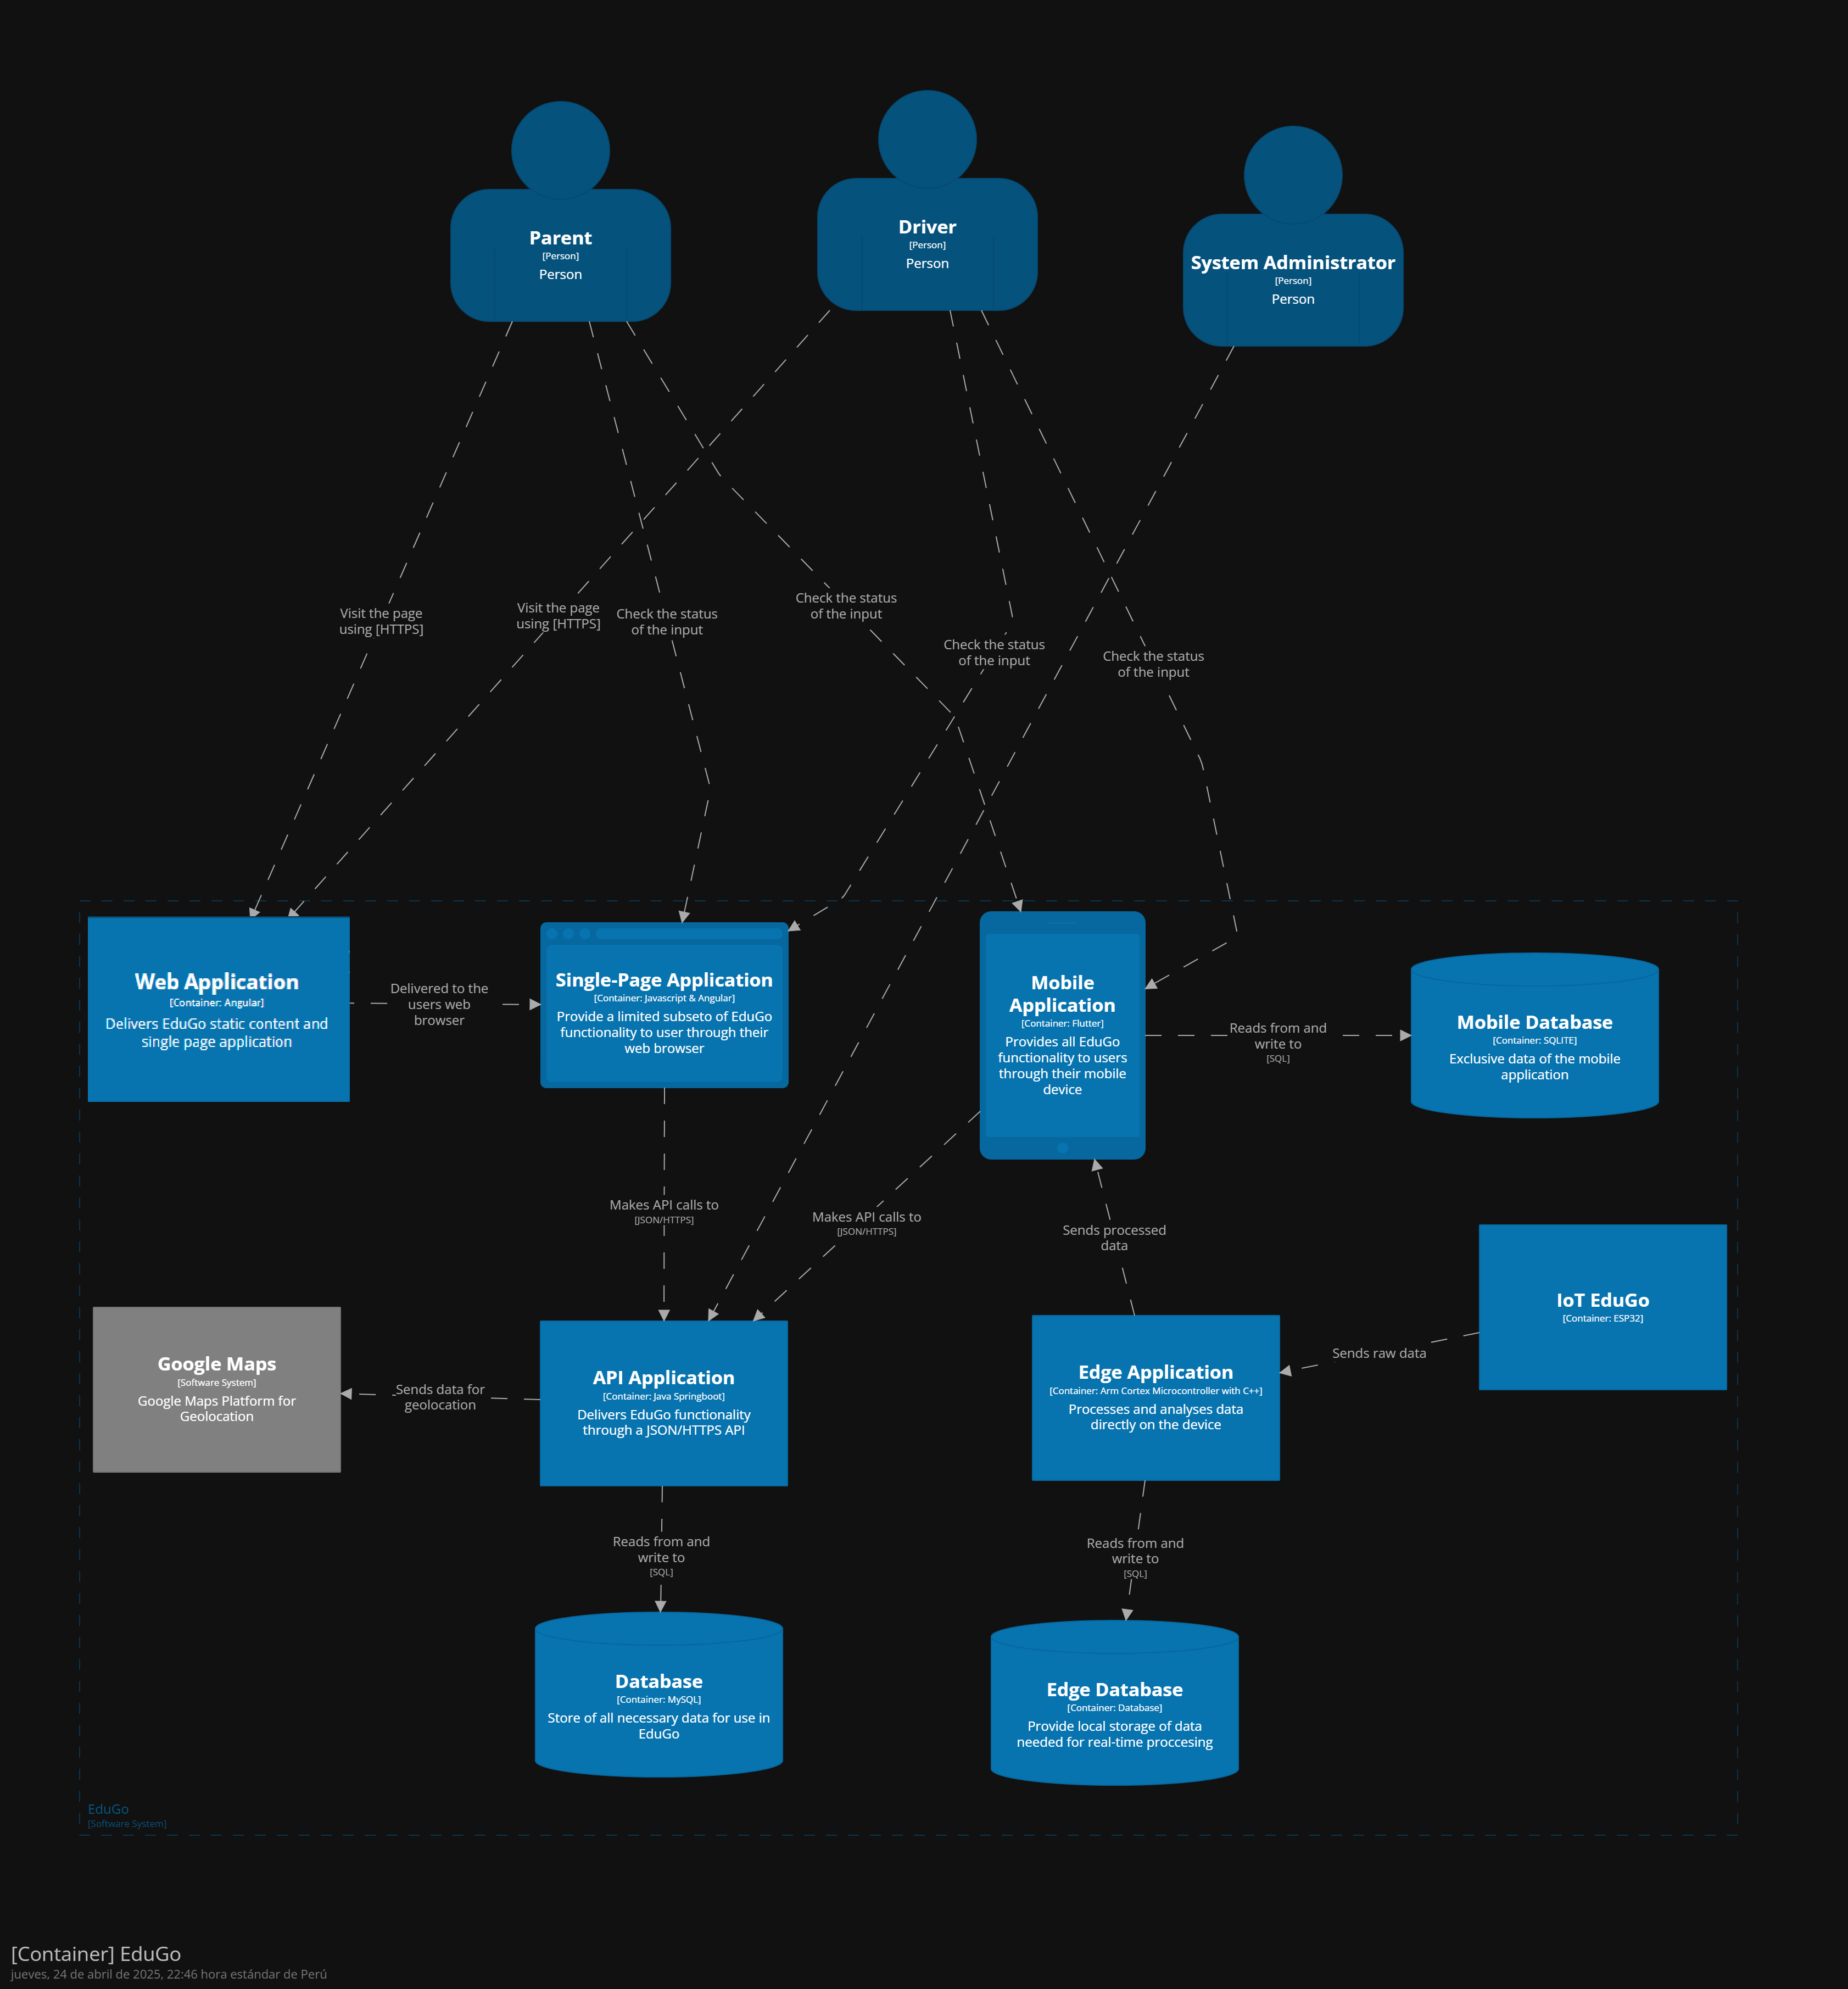 Parent
[Person]
Person
Driver
[Person]
Person
System Administrator
[Person]
Person
Visit the page
using [HTTPS]
Visit the page
using [HTTPS]
Check the status
of the input
Check the status
of the input
Check the status
of the input
Check the status
of the input
Web Application
[Container: Angular]
Delivers EduGo static content and
single page application
Delivered to the
users web
browser
Single-Page Application
[Container: Javascript & Angular]
Provide a limited subseto of EduGo
functionality to user through their
web browser
Mobile
Application
[Container: Flutter]
Provides all EduGo
functionality to users
through their mobile
device
Reads from and
write to
[SQL]
Mobile Database
[Container: SQLITE]
Exclusive data of the mobile
application
Makes API calls to
[JSON/HTTPS]
Makes API calls to
[JSON/HTTPS]
Sends processed
data
IoT EduGo
[Container: ESP32]
Sends raw data
Google Maps
[Software System]
Google Maps Platform for
Geolocation
Sends data for
geolocation
API Application
[Container: Java Springboot]
Delivers EduGo functionality
through a JSON/HTTPS API
Edge Application
[Container: Arm Cortex Microcontroller with C++]
Processes and analyses data
directly on the device
Reads from and
write to
[SQL]
Reads from and
write to
[SQL]
Database
[Container: MySQL]
Store of all necessary data for use in
EduGo
Edge Database
[Container: Database]
Provide local storage of data
needed for real-time proccesing
EduGo
[Software System]
[Container] EduGo
jueves, 24 de abril de 2025, 22:46 hora estándar de Perú